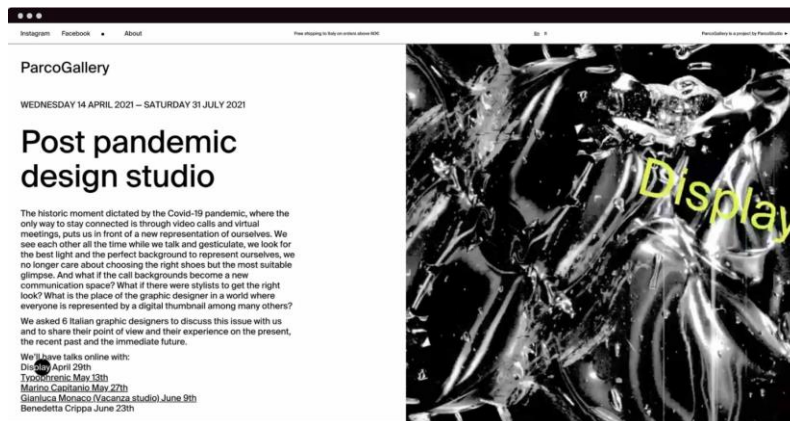 Instagram Facebook • About Free shipping to Italy on orders above 60€ ParcoGallery is a project by ParcoStudio
ParcoGallery
WEDNESDAY 14 APRIL 2021 — SATURDAY 31 JULY 2021
Post pandemic
design studio
The historic moment dictated by the Covid-19 pandemic, where the
only way to stay connected is through video calls and virtual
meetings, puts us in front of a new representation of ourselves. We
see each other all the time while we talk and gesticulate, we look for
the best light and the perfect background to represent ourselves, we
no longer care about choosing the right shoes but the most suitable
glimpse. And what if the call backgrounds become a new
communication space? What if there were stylists to get the right
look? What is the place of the graphic designer in a world where
everyone is represented by a digital thumbnail among many others?
We asked 6 Italian graphic designers to discuss this issue with us
and to share their point of view and their experience on the present,
the recent past and the immediate future.
We'll have talks online with:
Display April 29th
Typophrenic May 13th
Marino Capitanio May 27th
Gianluca Monaco (Vacanza studio) June 9th
Benedetta Crippa June 23th
Display